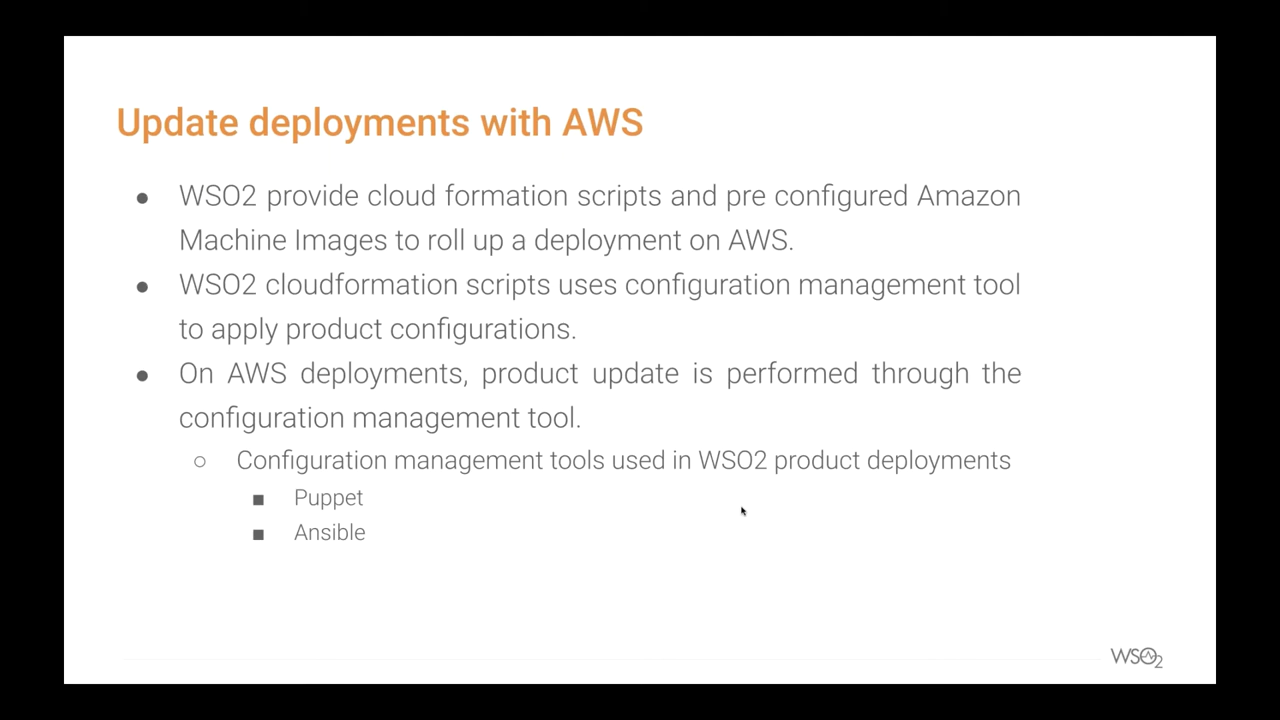 Update deployments with AWS
● WSO2 provide cloud formation scripts and pre configured Amazon
Machine Images to roll up a deployment on AWS.
● WSO2 cloudformation scripts uses configuration management tool
to apply product configurations.
● On AWS deployments, product update is performed through the
configuration management tool.
○ Configuration management tools used in WSO2 product deployments
■ Puppet
■ Ansible
WSO2